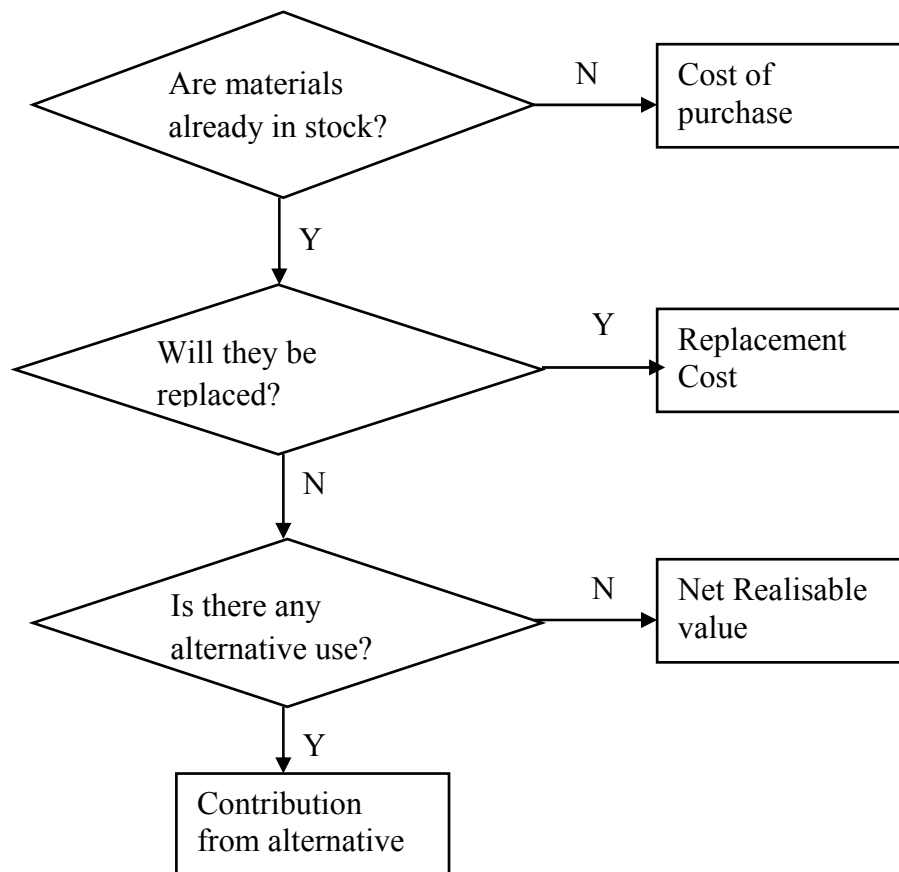 Are materials
already in stock?
N
Cost of
purchase
Y
Will they be
replaced?
Y
Replacement
Cost
N
Is there any
alternative use?
N
Net Realisable
value
Y
Contribution
from alternative